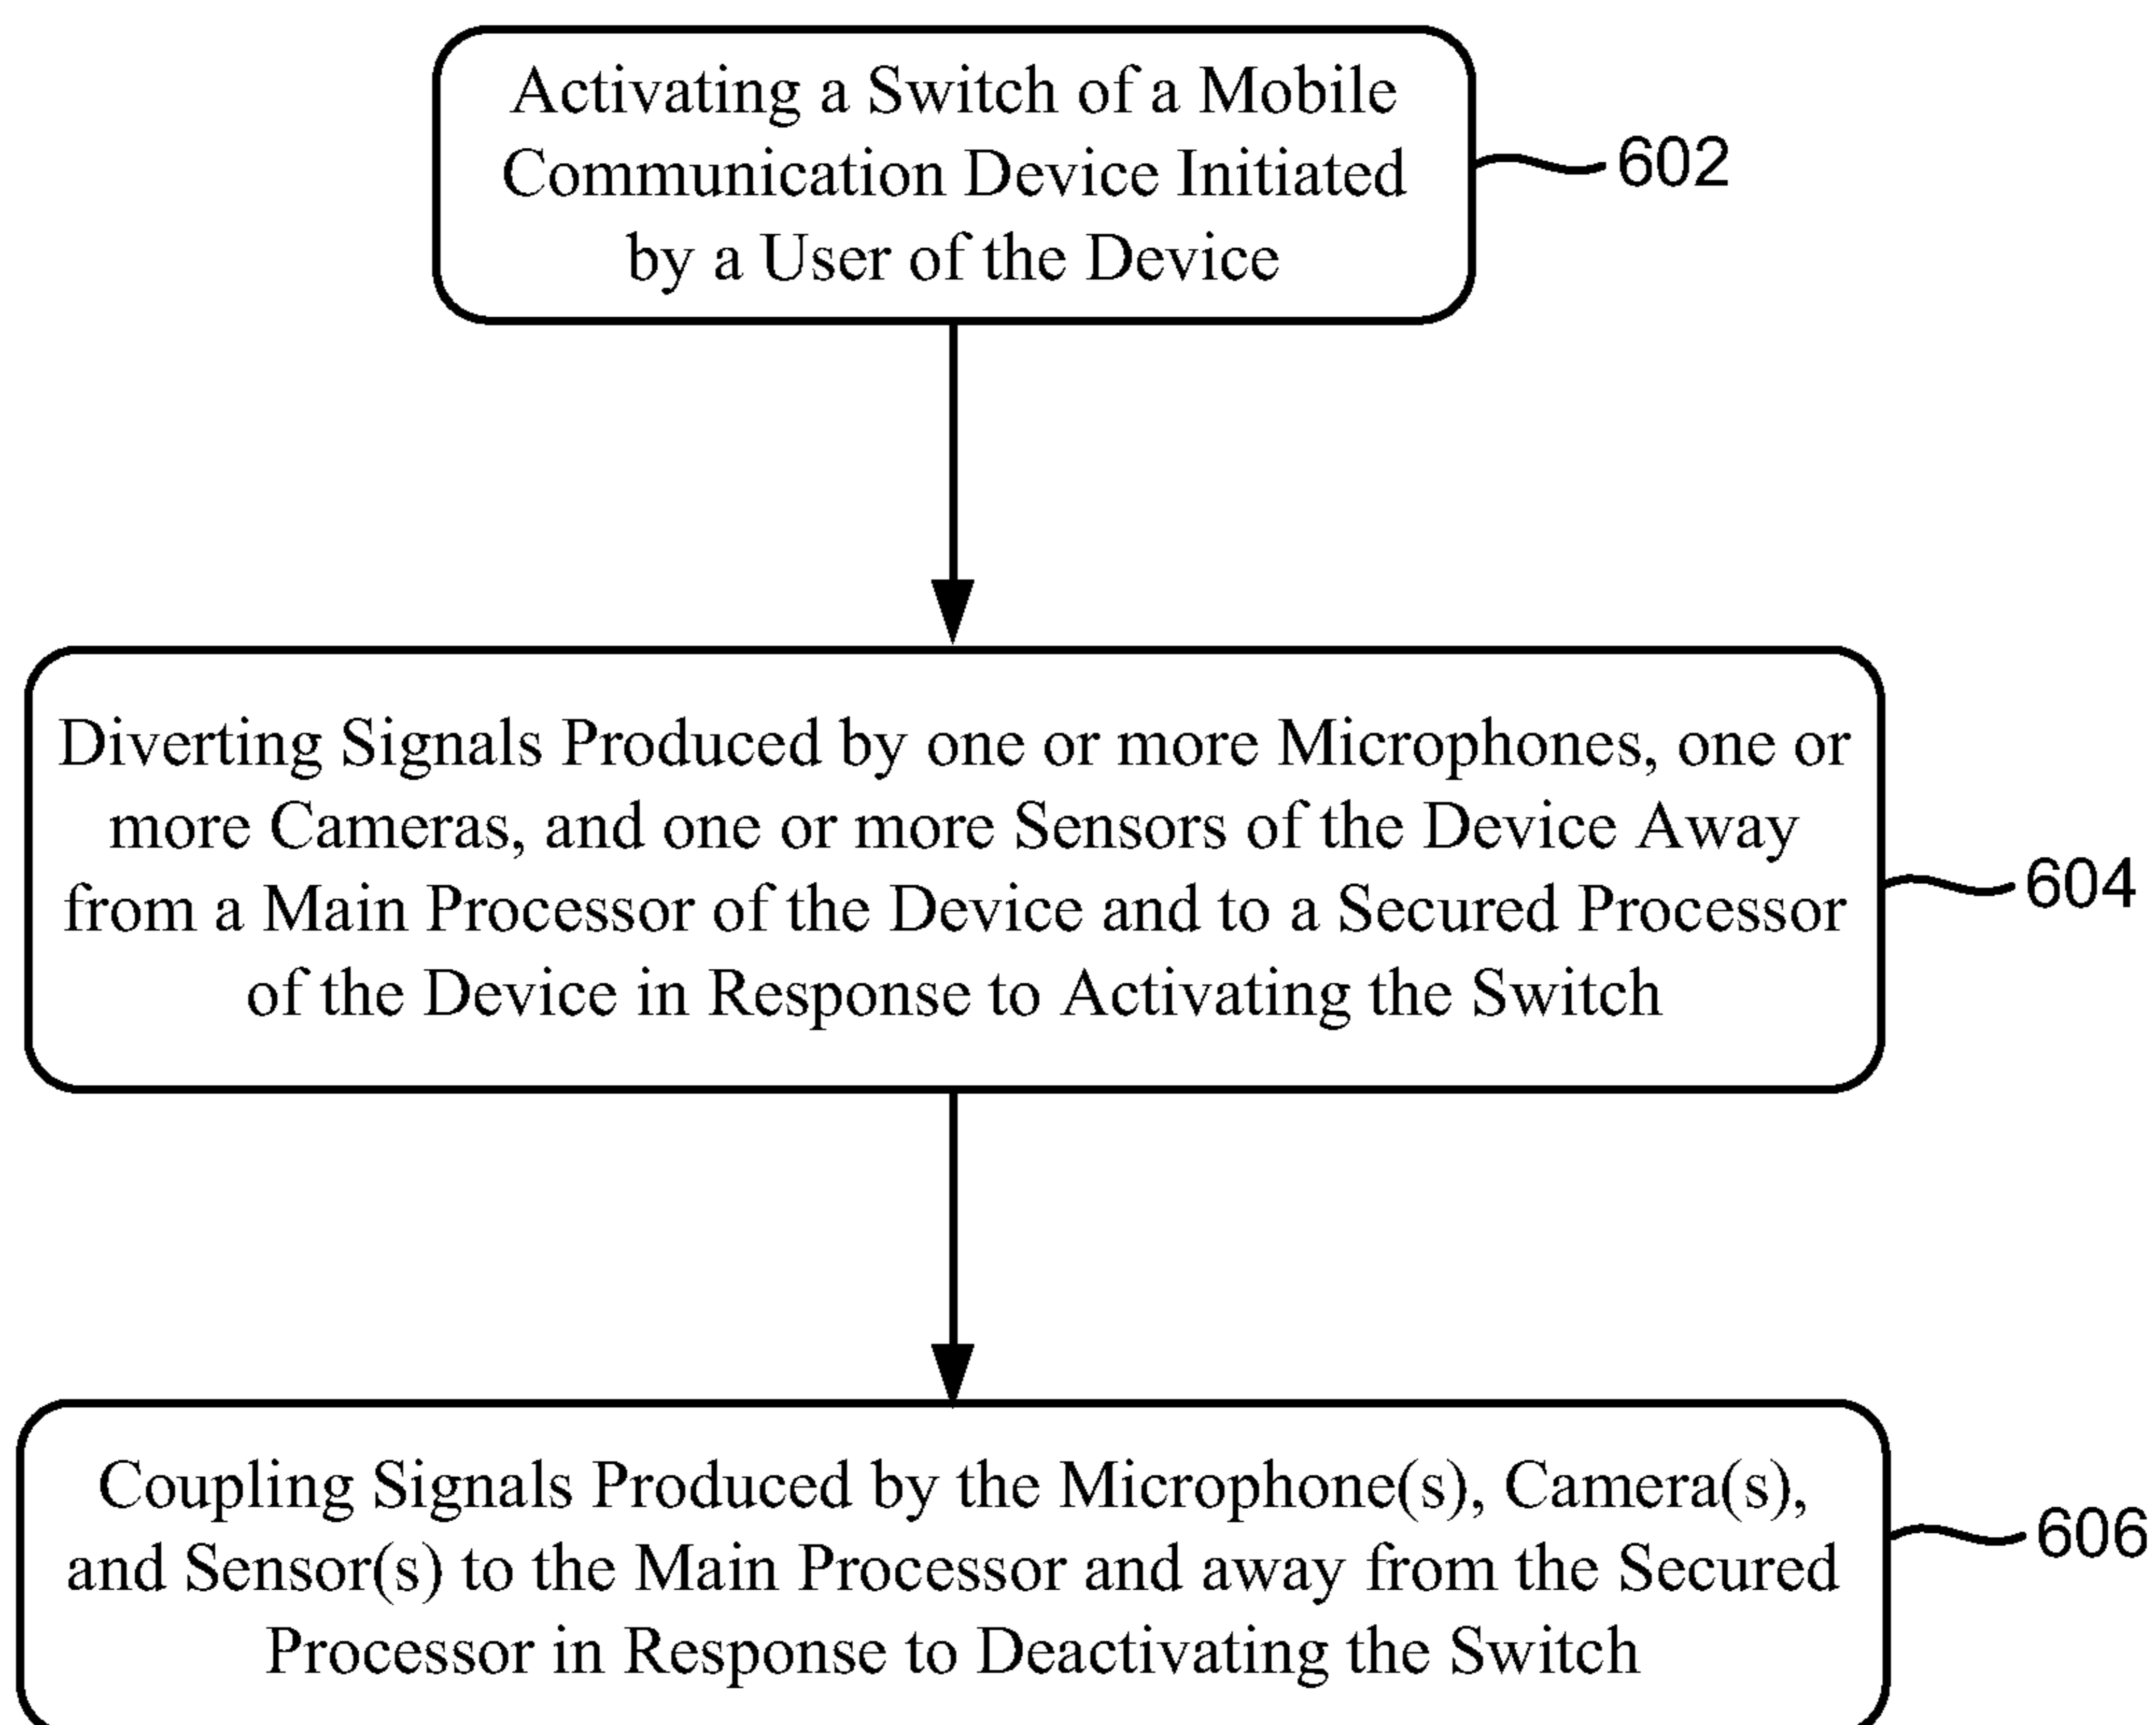 Activating a Switch of a Mobile
Communication Device Initiated
by a User of the Device
602
Diverting Signals Produced by one or more Microphones, one or
more Cameras, and one or more Sensors of the Device Away
from a Main Processor of the Device and to a Secured Processor
of the Device in Response to Activating the Switch
604
Coupling Signals Produced by the Microphone(s), Camera(s),
and Sensor(s) to the Main Processor and away from the Secured
Processor in Response to Deactivating the Switch
606